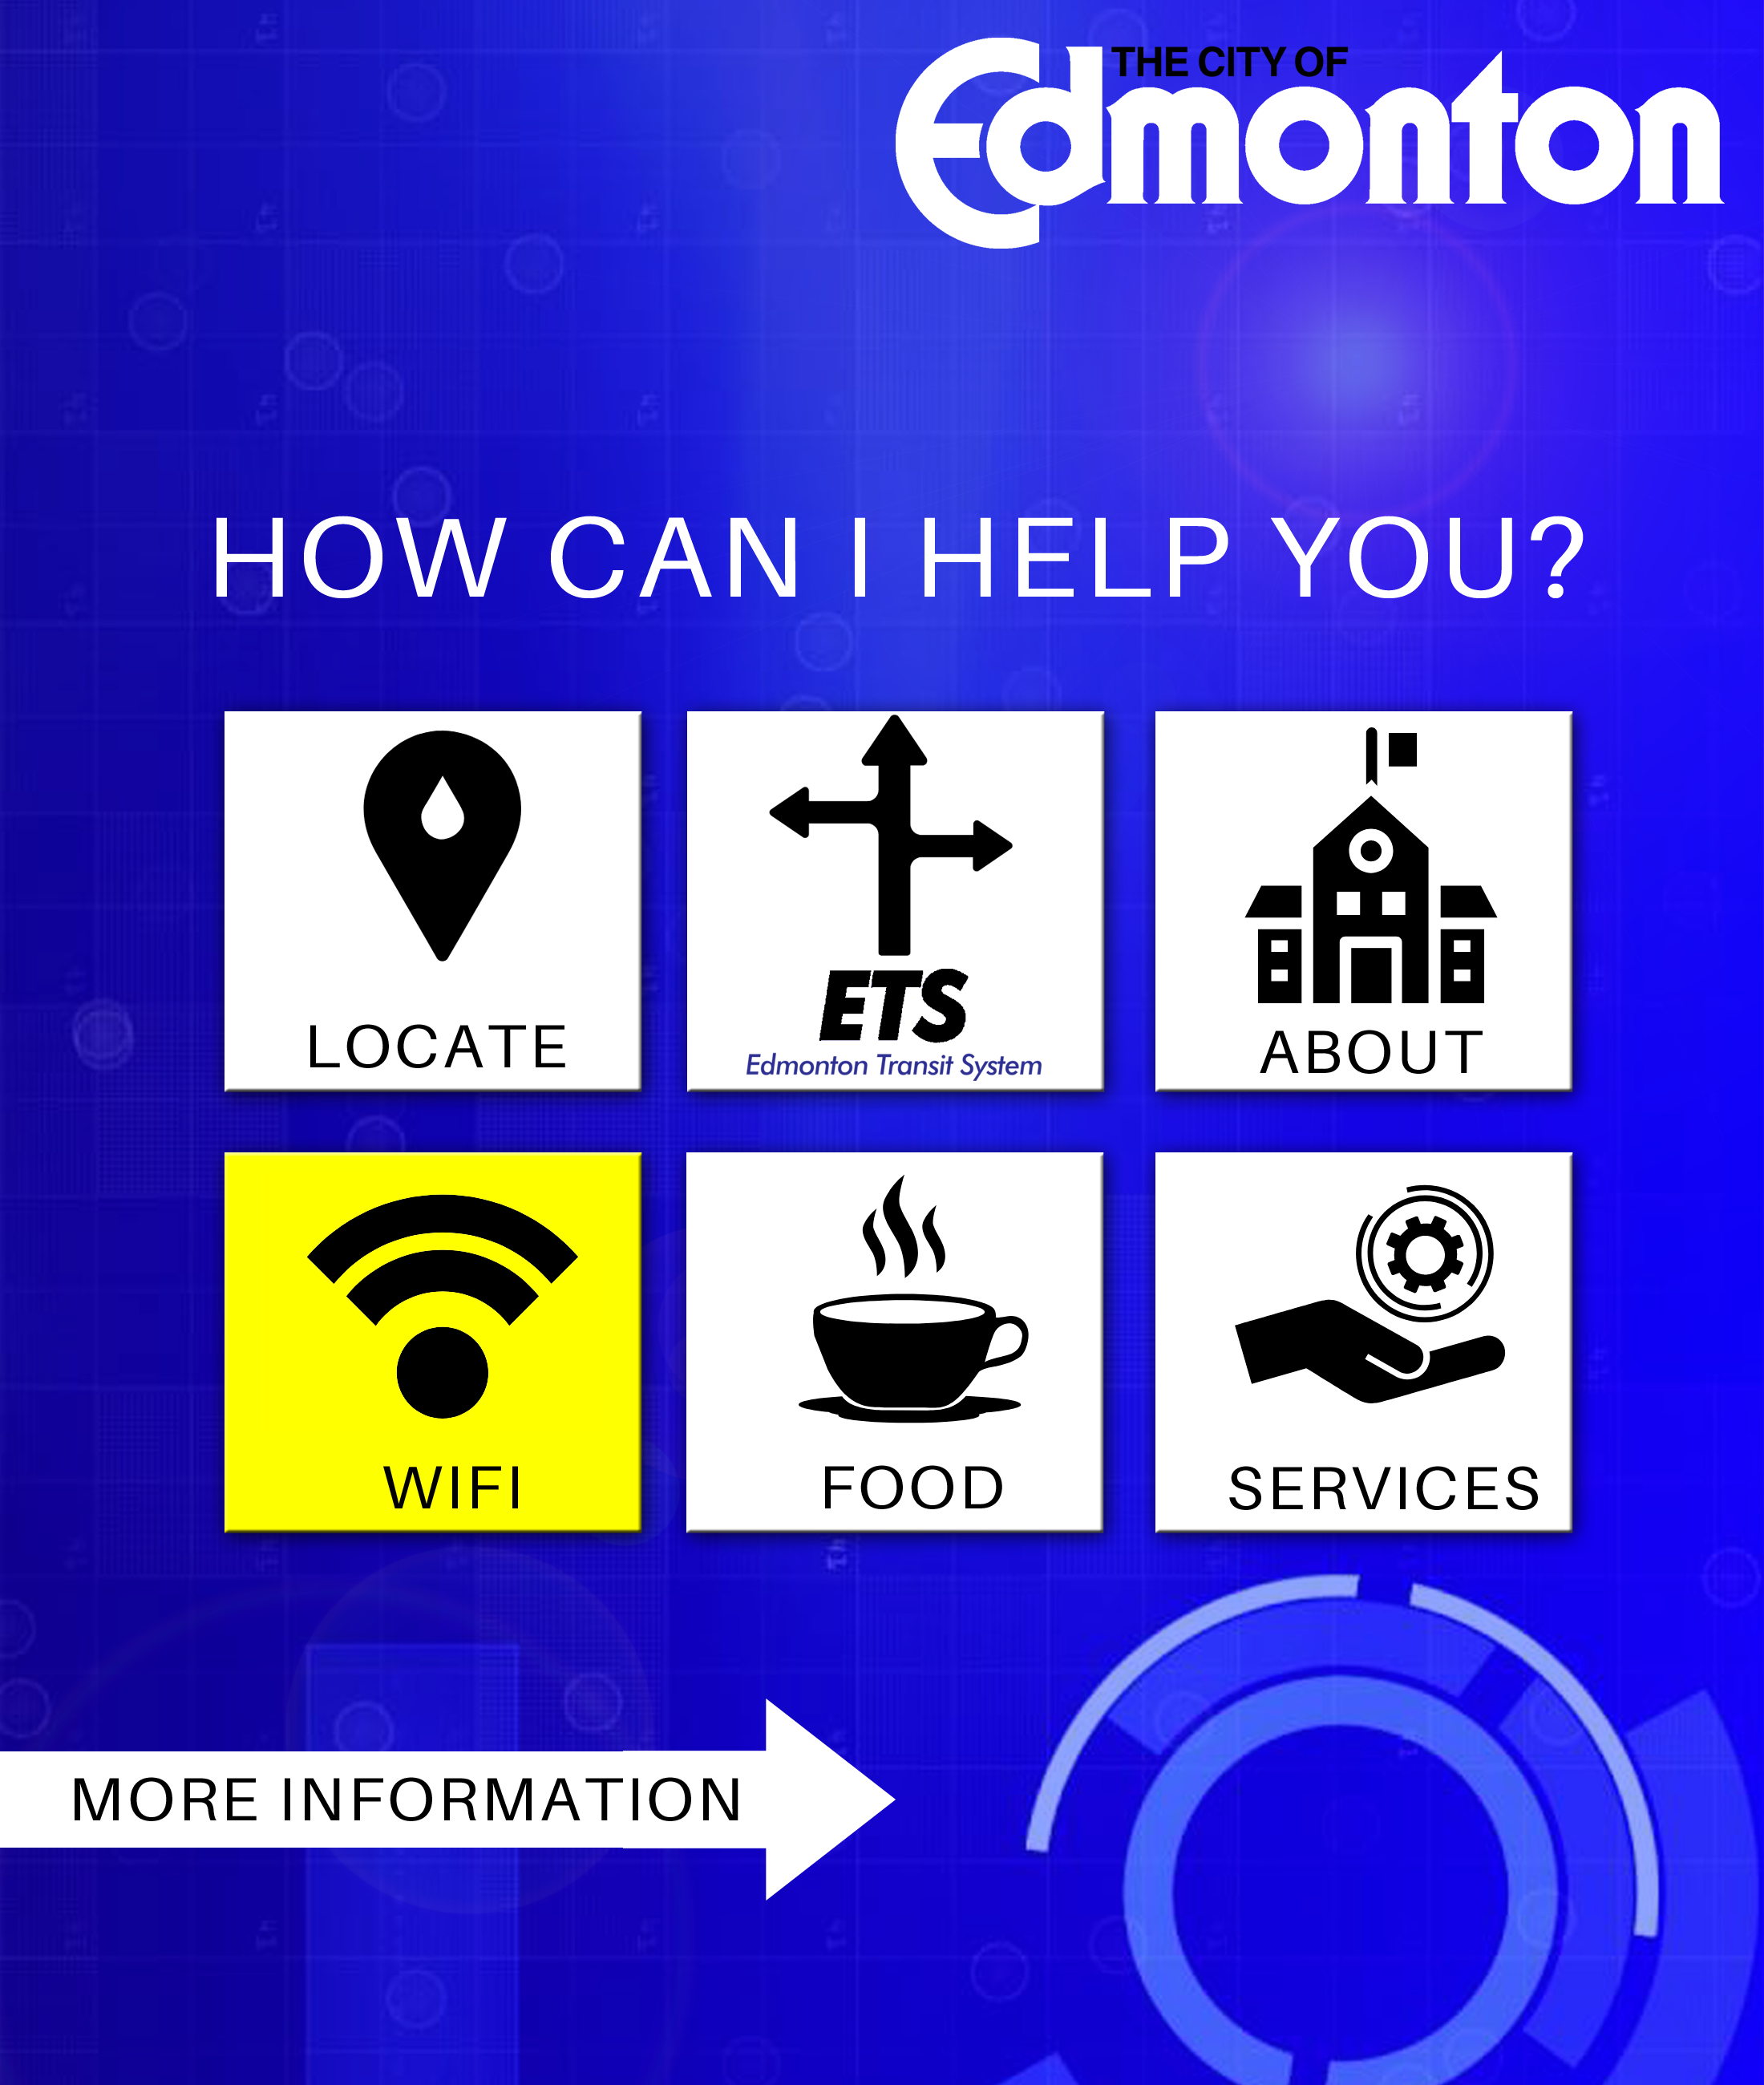 THE CITY OF
Edmonton
HOW CAN I HELP YOU?
LOCATE
ETS
Edmonton Transit System
ABOUT
WIFI
FOOD
SERVICES
MORE INFORMATION